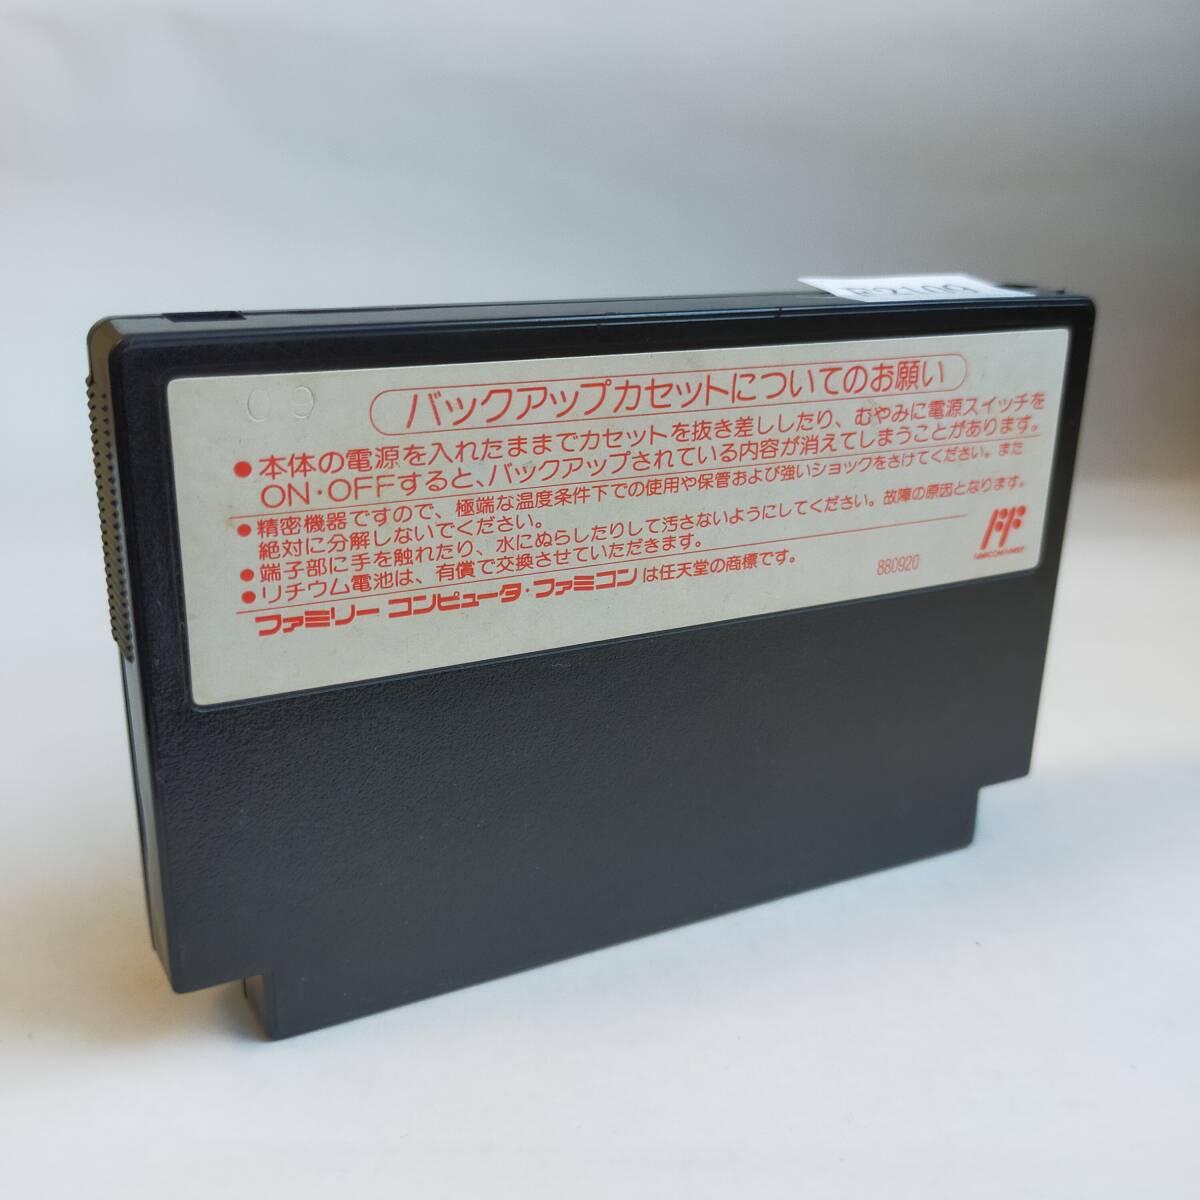 09
バックアップカセットについてのお願い
●本体の電源を入れたままでカセットを抜き差ししたり、むやみに電源スイッチを
ON・OFFすると、バックアップされている内容が消えてしまうことがあります。
●精密機器ですので、極端な温度条件下での使用や保管および強いショックをさけてください。また
絶対に分解しないでください。
●端子部に手を触れたり、水にぬらしたりして汚さないようにしてください。故障の原因となります。
●リチウム電池は、有償で交換させていただきます。
ファミリー コンピュータ・ファミコンは任天堂の商標です。
880920